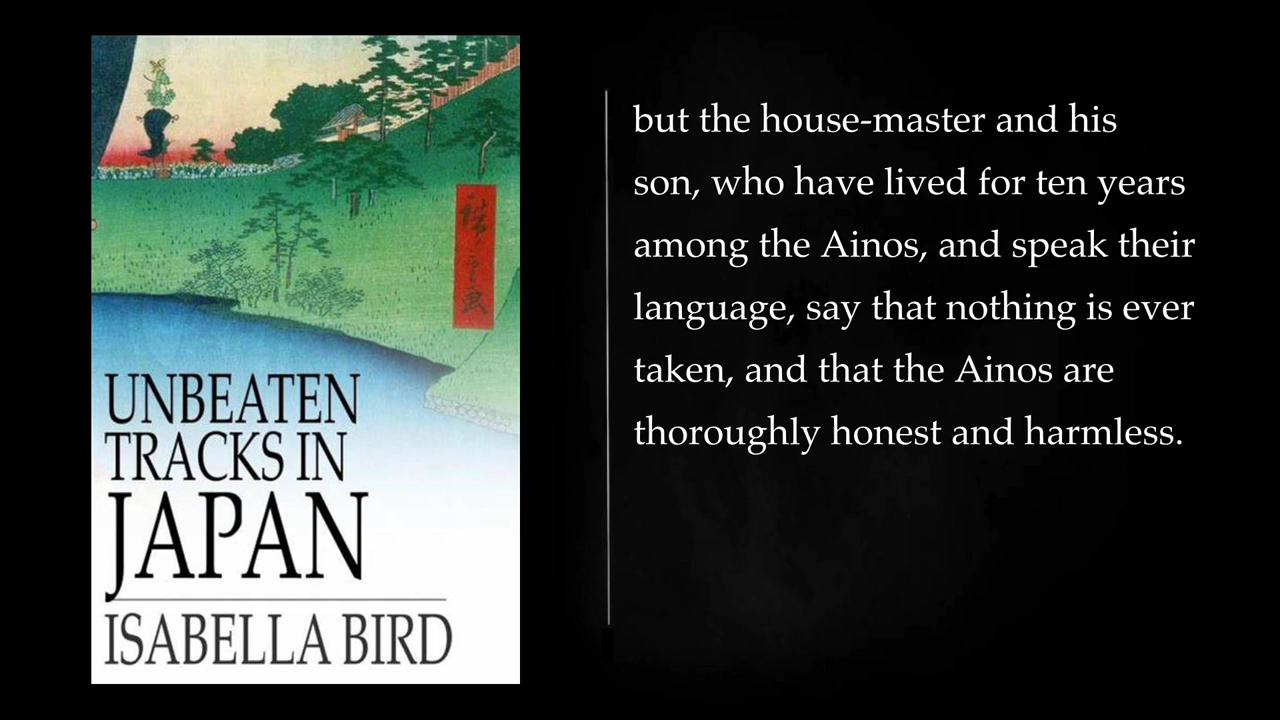 UNBEATEN
TRACKS IN
JAPAN
ISABELLA BIRD
but the house-master and his
son, who have lived for ten years
among the Ainos, and speak their
language, say that nothing is ever
taken, and that the Ainos are
thoroughly honest and harmless.